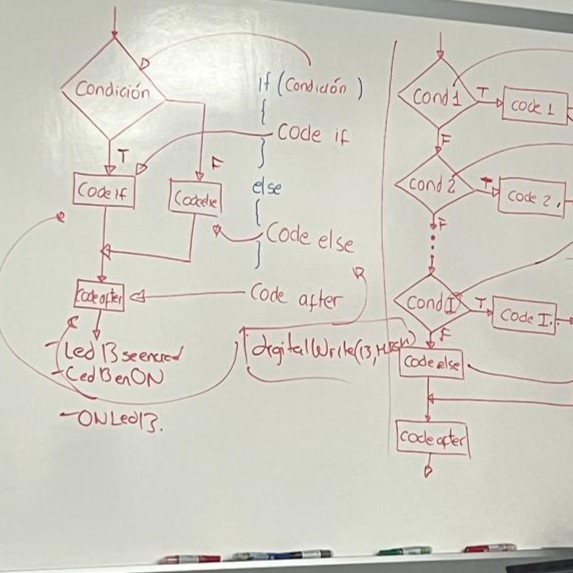 Condición
T
F
Code if
Code else
Code after
-Led 13 se encend
-Led 13 en ON
-ON Led 13.
if (Condición)
{
Code if
}
else
{
Code else
}
Code after
digitalWrite(13, HIGH)
Cond 1
T
Code 1
F
Cond 2
T
Code 2.
F
Cond I
T
Code I.
F
Code else
Code after